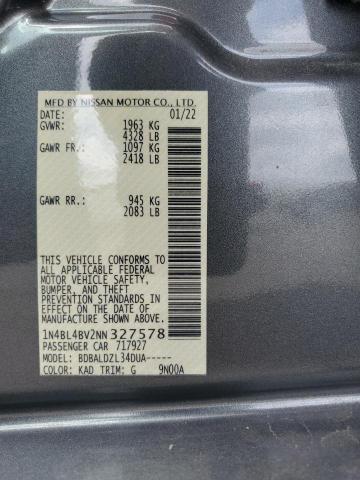 MFD BY NISSAN MOTOR CO., LTD.
DATE: 01/22
GVWR: 1963 KG
4328 LB
GAWR FR.: 1097 KG
2418 LB
GAWR RR.: 945 KG
2083 LB
THIS VEHICLE CONFORMS TO
ALL APPLICABLE FEDERAL
MOTOR VEHICLE SAFETY,
BUMPER, AND THEFT
PREVENTION STANDARDS IN
EFFECT ON THE DATE OF
MANUFACTURE SHOWN ABOVE.
1N4BL4BV2NN327578
PASSENGER CAR 717927
MODEL: BDBALDZL34DUA-----
COLOR: KAD TRIM: G 9N00A